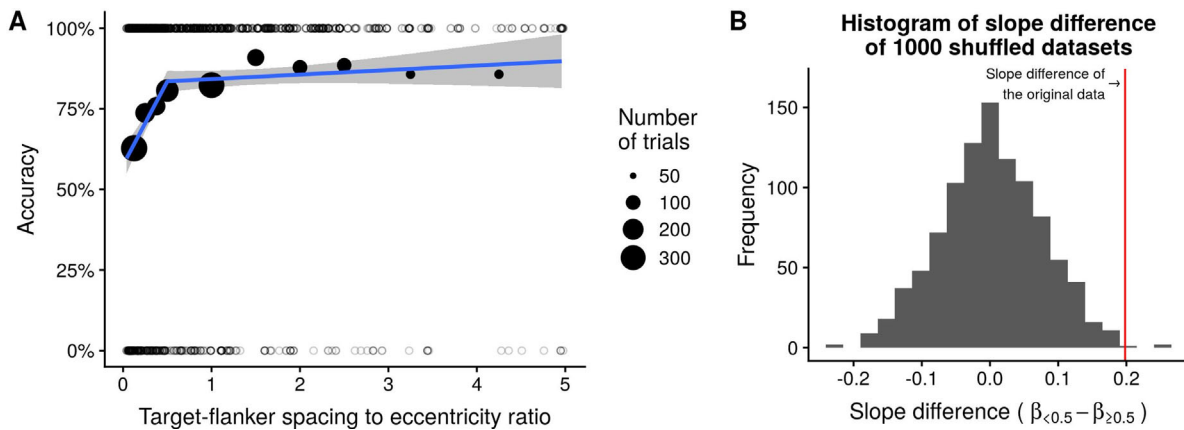 A
100%
75%
50%
25%
0%
Accuracy
0
1
2
3
4
5
Target-flanker spacing to eccentricity ratio
Number
of trials
50
100
200
300
B
Histogram of slope difference
of 1000 shuffled datasets
Slope difference of →
the original data
150
100
50
0
Frequency
-0.2
-0.1
0.0
0.1
0.2
Slope difference ( β<0.5 − β≥0.5 )